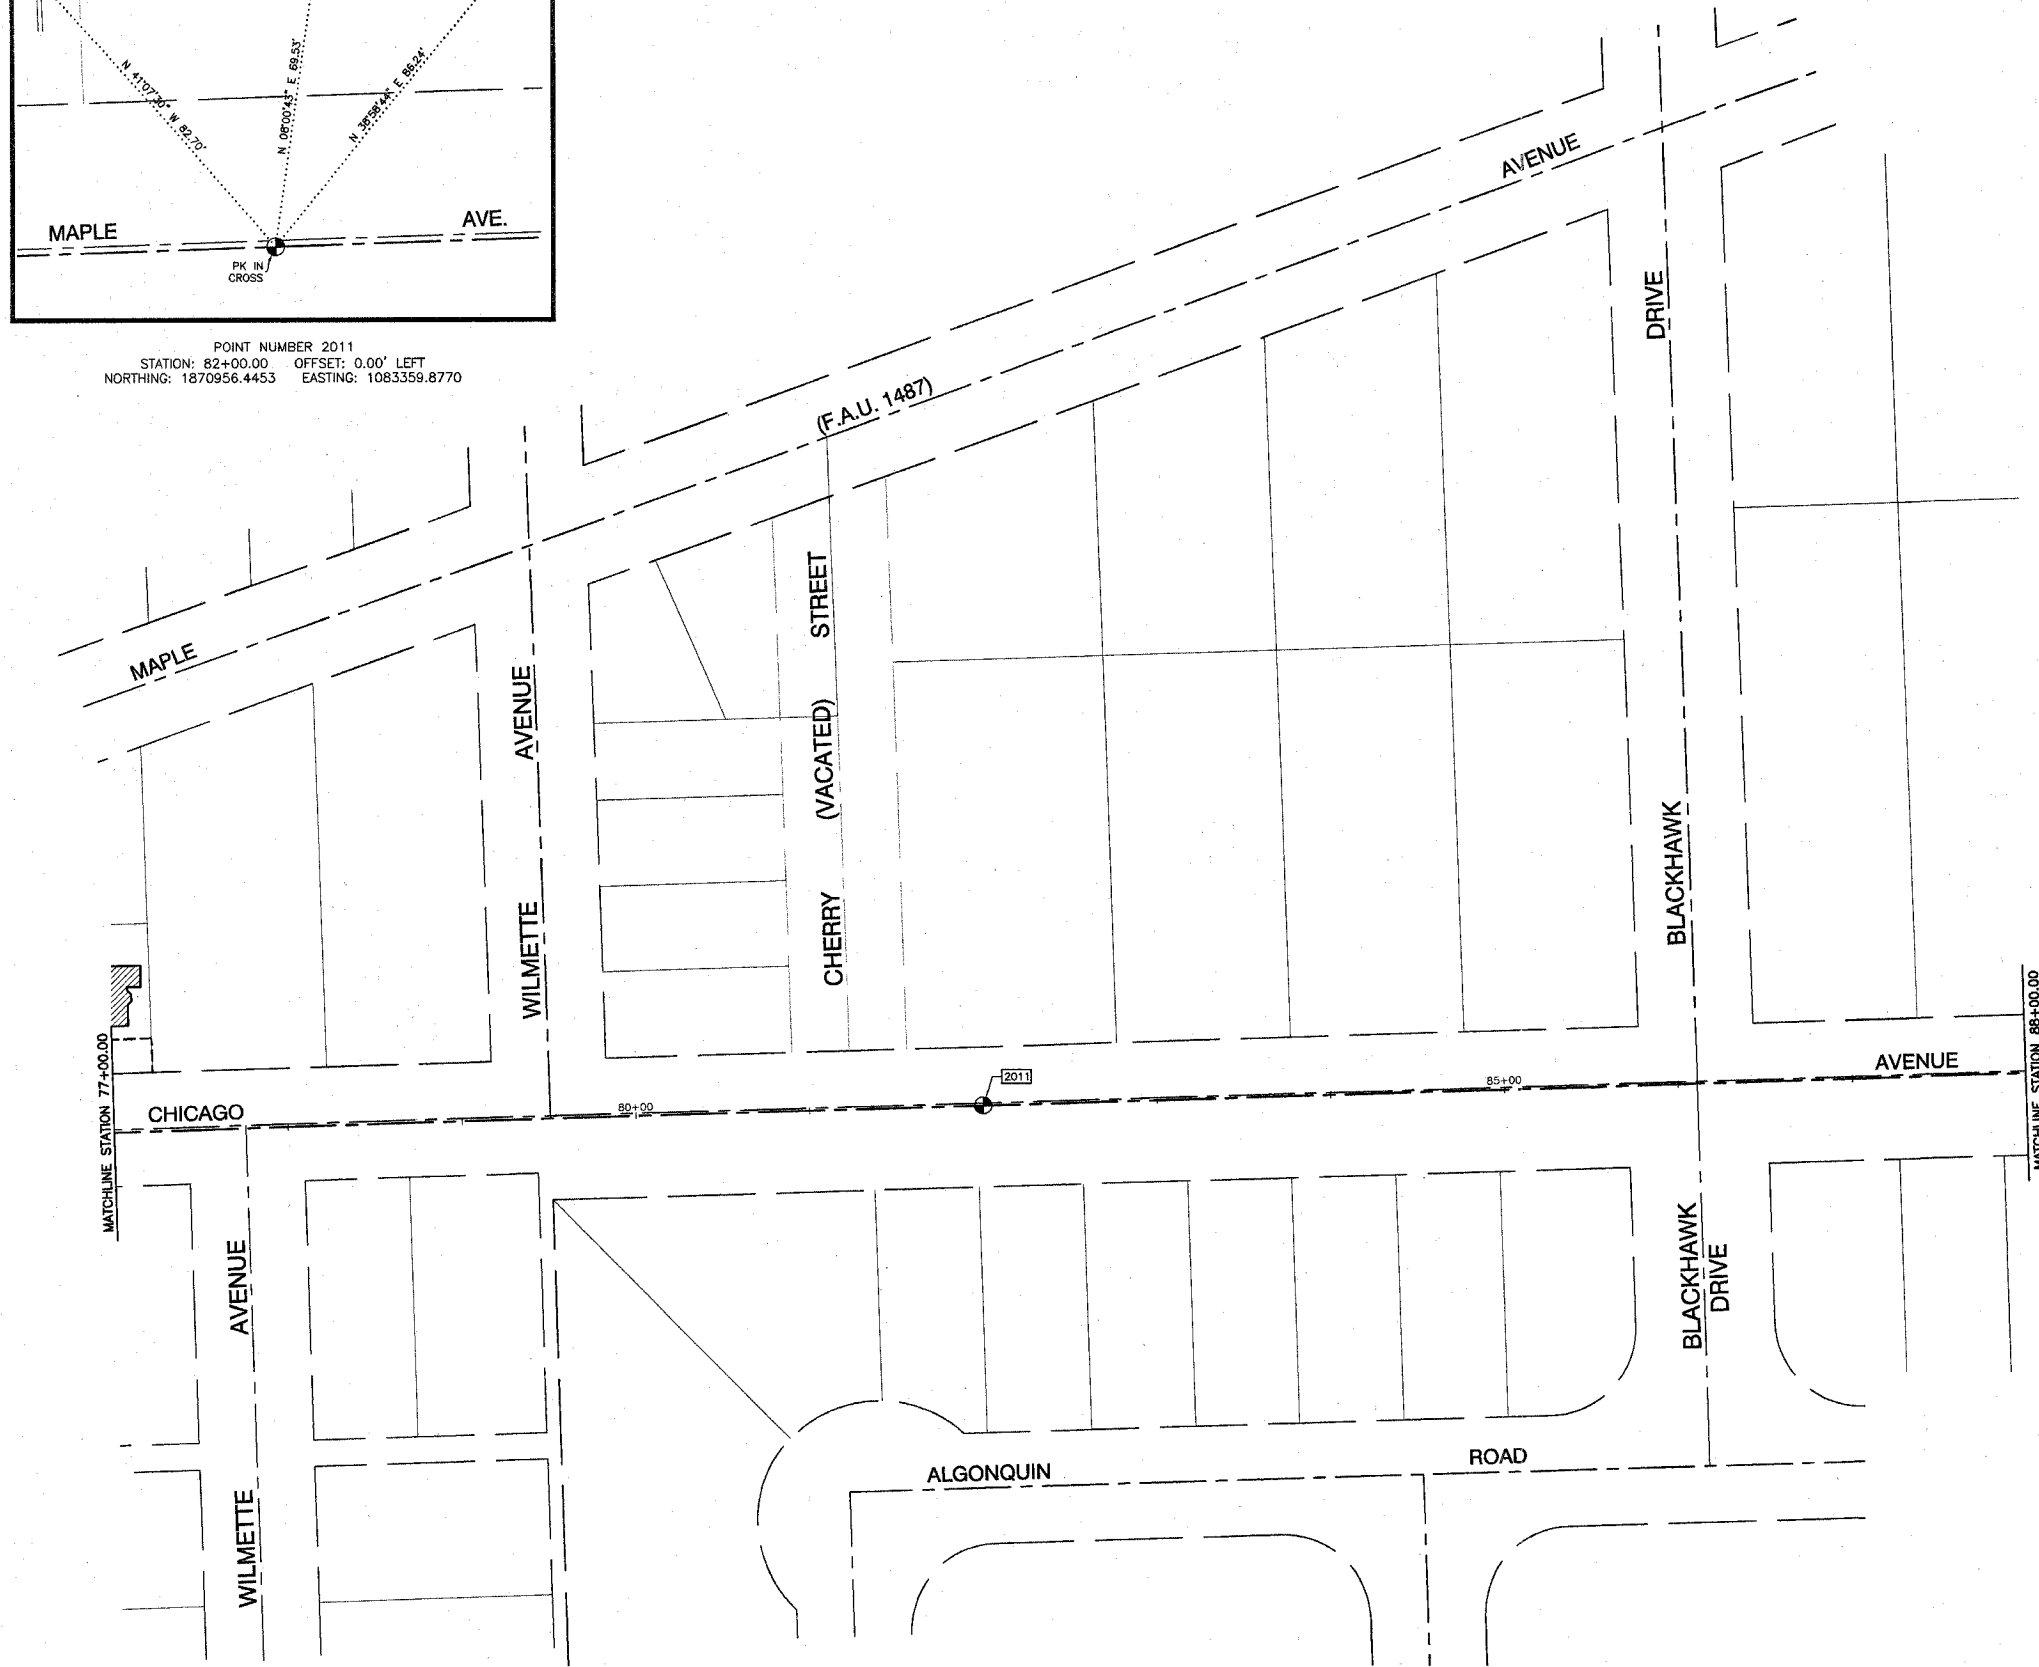 N 41°07'30" W 82.70'
N 08°00'43" E 69.53'
N 38°58'44" E 86.24'
MAPLE AVE.
PK IN
CROSS
POINT NUMBER 2011
STATION: 82+00.00 OFFSET: 0.00' LEFT
NORTHING: 1870956.4453 EASTING: 1083359.8770
MAPLE (F.A.U. 1487) AVENUE
WILMETTE AVENUE
CHERRY (VACATED) STREET
BLACKHAWK DRIVE
MATCHLINE STATION 77+00.00
CHICAGO AVENUE
80+00
2011
85+00
MATCHLINE STATION 88+00.00
WILMETTE AVENUE
BLACKHAWK
DRIVE
ALGONQUIN ROAD